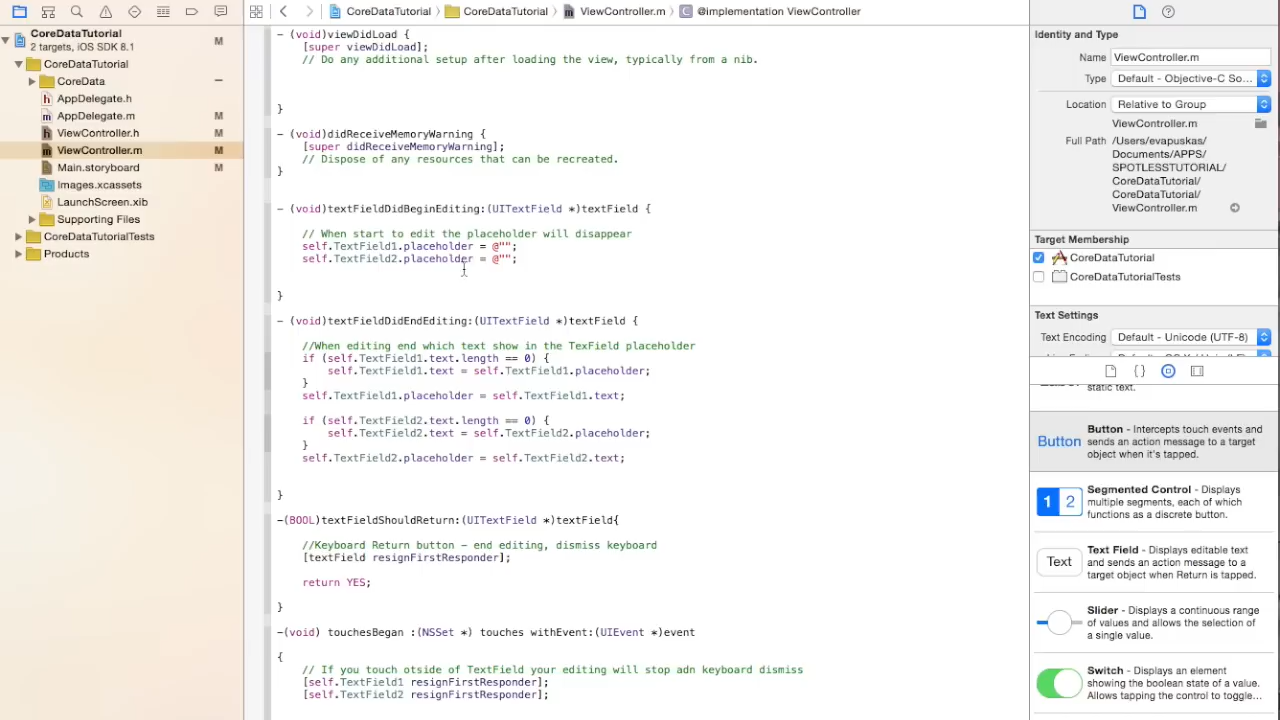 CoreDataTutorial
2 targets, iOS SDK 8.1
M
CoreDataTutorial
CoreData
AppDelegate.h
AppDelegate.m
M
ViewController.h
M
ViewController.m
M
Main.storyboard
M
Images.xcassets
LaunchScreen.xib
Supporting Files
CoreDataTutorialTests
Products
CoreDataTutorial
CoreDataTutorial
m ViewController.m
C @implementation ViewController
- (void)viewDidLoad {
[super viewDidLoad];
// Do any additional setup after loading the view, typically from a nib.
}
- (void)didReceiveMemoryWarning {
[super didReceiveMemoryWarning];
// Dispose of any resources that can be recreated.
}
- (void)textFieldDidBeginEditing:(UITextField *)textField {
// When start to edit the placeholder will disappear
self.TextField1.placeholder = @"";
self.TextField2.placeholder = @"";
}
- (void)textFieldDidEndEditing:(UITextField *)textField {
//When editing end which text show in the TexField placeholder
if (self.TextField1.text.length == 0) {
self.TextField1.text = self.TextField1.placeholder;
}
self.TextField1.placeholder = self.TextField1.text;
if (self.TextField2.text.length == 0) {
self.TextField2.text = self.TextField2.placeholder;
}
self.TextField2.placeholder = self.TextField2.text;
}
-(BOOL)textFieldShouldReturn:(UITextField *)textField{
//Keyboard Return button - end editing, dismiss keyboard
[textField resignFirstResponder];
return YES;
}
-(void) touchesBegan :(NSSet *) touches withEvent:(UIEvent *)event
{
// If you touch otside of TextField your editing will stop adn keyboard dismiss
[self.TextField1 resignFirstResponder];
[self.TextField2 resignFirstResponder];
Identity and Type
Name ViewController.m
Type Default - Objective-C So...
Location Relative to Group
ViewController.m
Full Path /Users/evapuskas/
Documents/APPS/
SPOTLESSTUTORIAL/
CoreDataTutorial/
CoreDataTutorial/
ViewController.m
Target Membership
CoreDataTutorial
CoreDataTutorialTests
Text Settings
Text Encoding Default - Unicode (UTF-8)
static text.
Button
Button - Intercepts touch events and
sends an action message to a target
object when it's tapped.
1 2
Segmented Control - Displays
multiple segments, each of which
functions as a discrete button.
Text
Text Field - Displays editable text
and sends an action message to a
target object when Return is tapped.
Slider - Displays a continuous range
of values and allows the selection of
a single value.
Switch - Displays an element
showing the boolean state of a value.
Allows tapping the control to toggle...